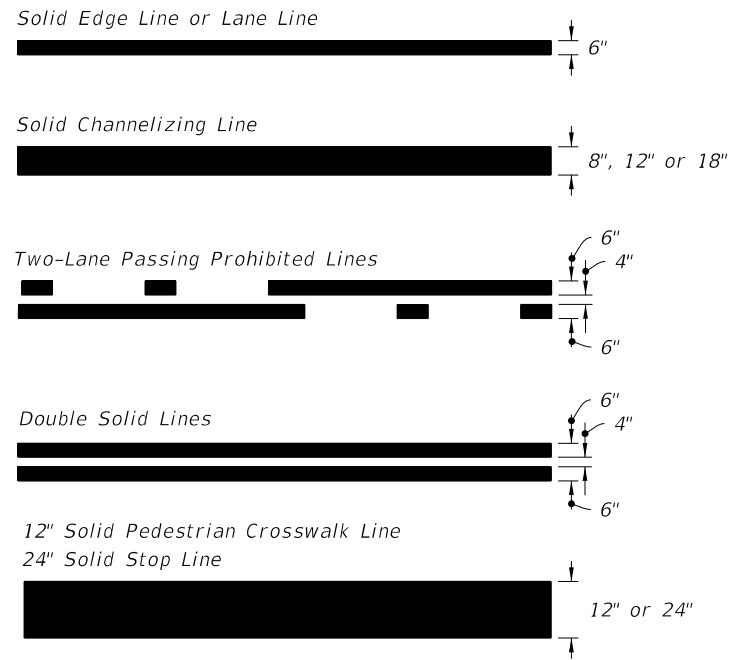 Solid Edge Line or Lane Line
6"
Solid Channelizing Line
8", 12" or 18"
6"
Two-Lane Passing Prohibited Lines
4"
6"
6"
Double Solid Lines
4"
6"
12" Solid Pedestrian Crosswalk Line
24" Solid Stop Line
12" or 24"